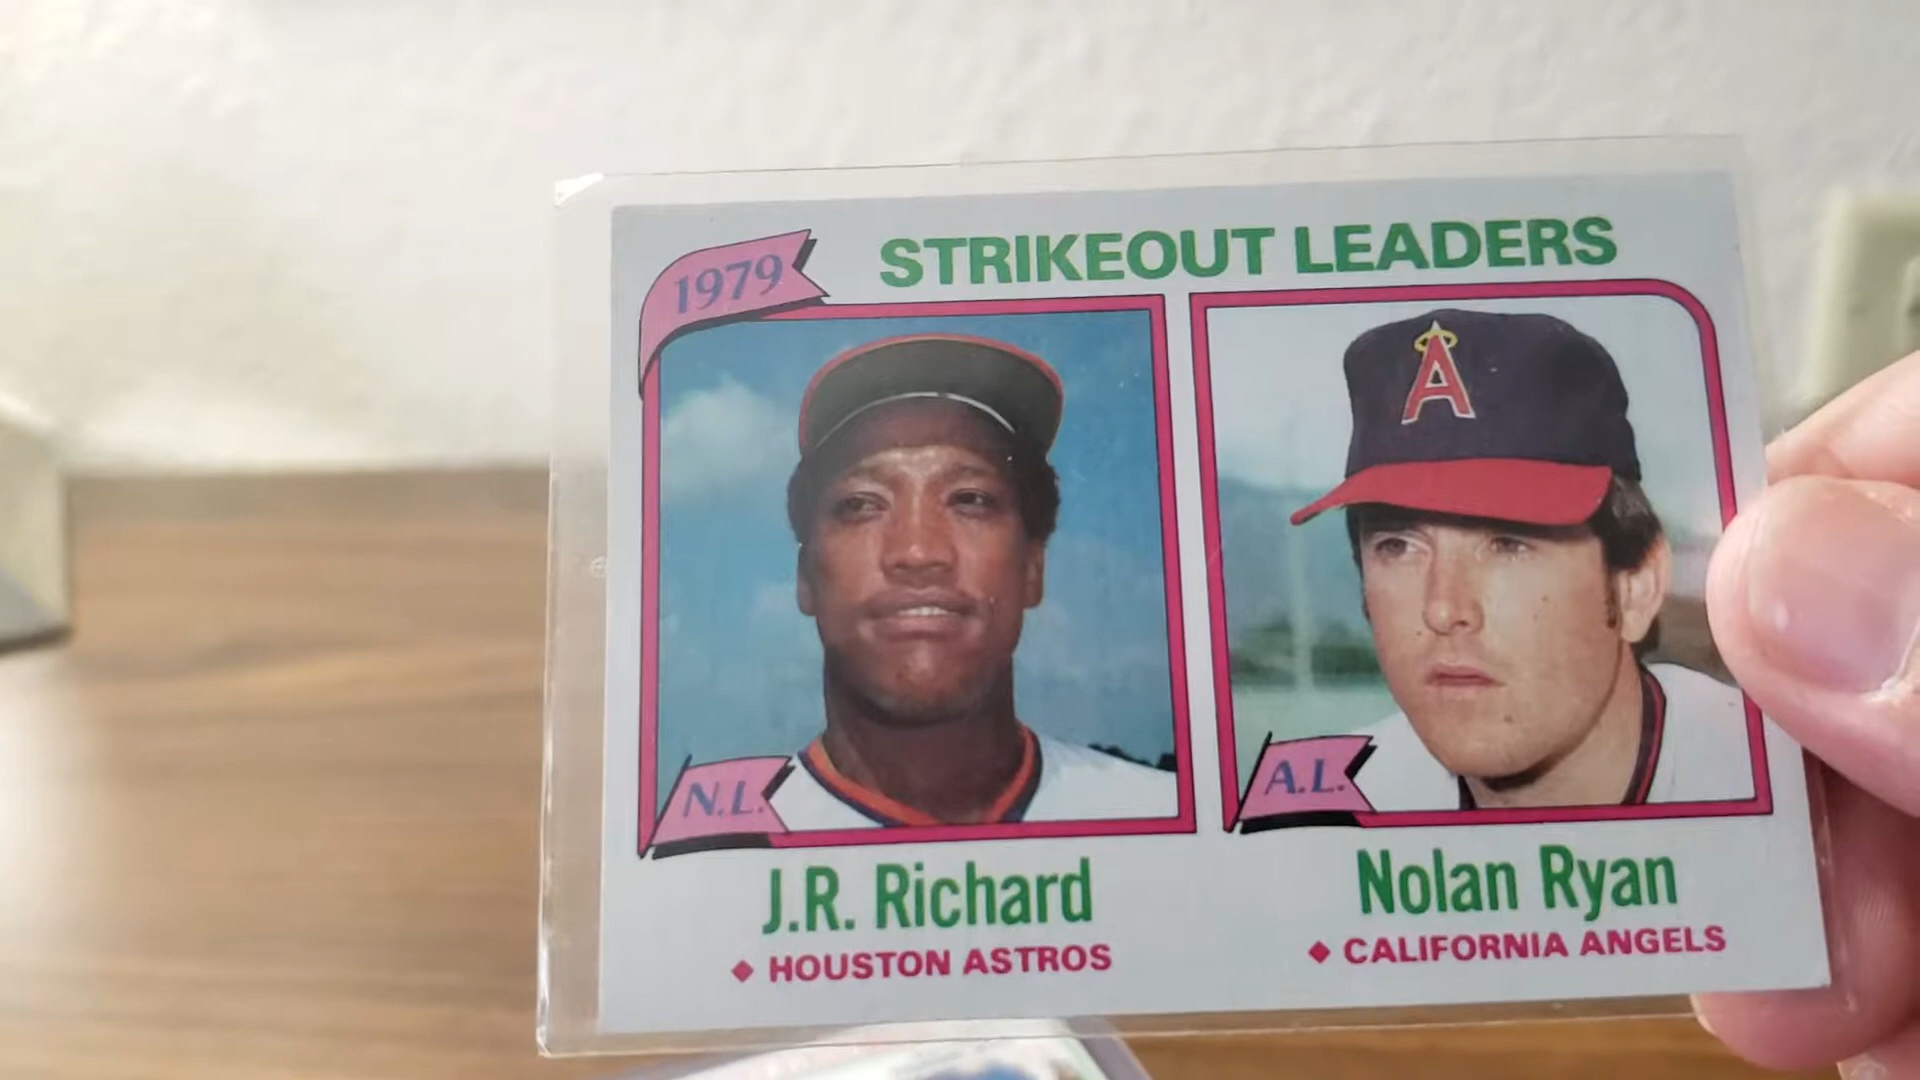 1979
STRIKEOUT LEADERS
A
N.L.
A.L.
J.R. Richard
◆ HOUSTON ASTROS
Nolan Ryan
◆ CALIFORNIA ANGELS